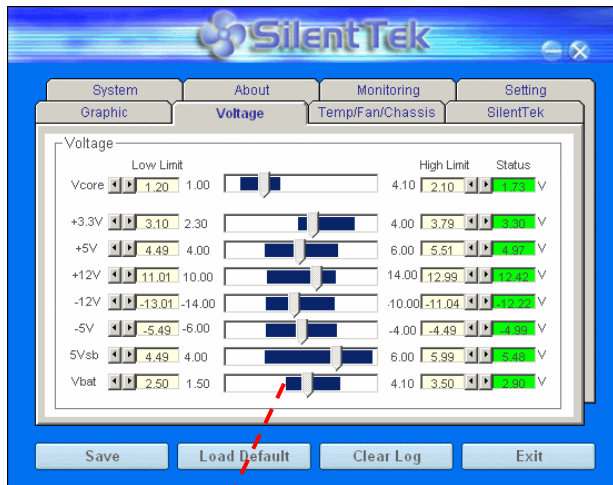 SilentTek
System About Monitoring Setting
Graphic Voltage Temp/Fan/Chassis SilentTek
Voltage
Low Limit High Limit Status
Vcore 1.20 1.00 4.10 2.10 1.73 V
+3.3V 3.10 2.30 4.00 3.79 3.30 V
+5V 4.49 4.00 6.00 5.51 4.97 V
+12V 11.01 10.00 14.00 12.99 12.42 V
-12V -13.01 -14.00 -10.00 -11.04 -12.22 V
-5V -5.49 -6.00 -4.00 -4.49 -4.99 V
5Vsb 4.49 4.00 6.00 5.99 5.48 V
Vbat 2.50 1.50 4.10 3.50 2.90 V
Save Load Default Clear Log Exit